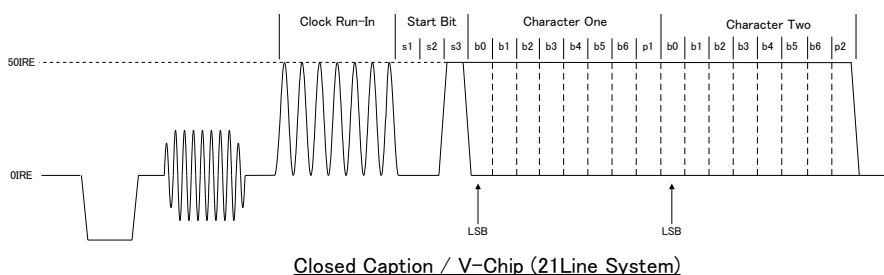 Clock Run-In Start Bit Character One Character Two
s1 s2 s3 b0 b1 b2 b3 b4 b5 b6 p1 b0 b1 b2 b3 b4 b5 b6 p2
50IRE
0IRE
LSB LSB
Closed Caption / V-Chip (21Line System)